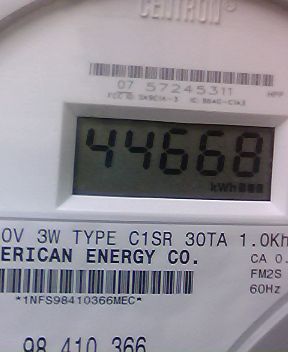 CENTRON®
07 57245311
44668
kWh
0V 3W TYPE C1SR 30TA 1.0Kh
ERICAN ENERGY CO.
CA 0.
FM2S
*1NFS98410366MEC*
60Hz
98 410 366